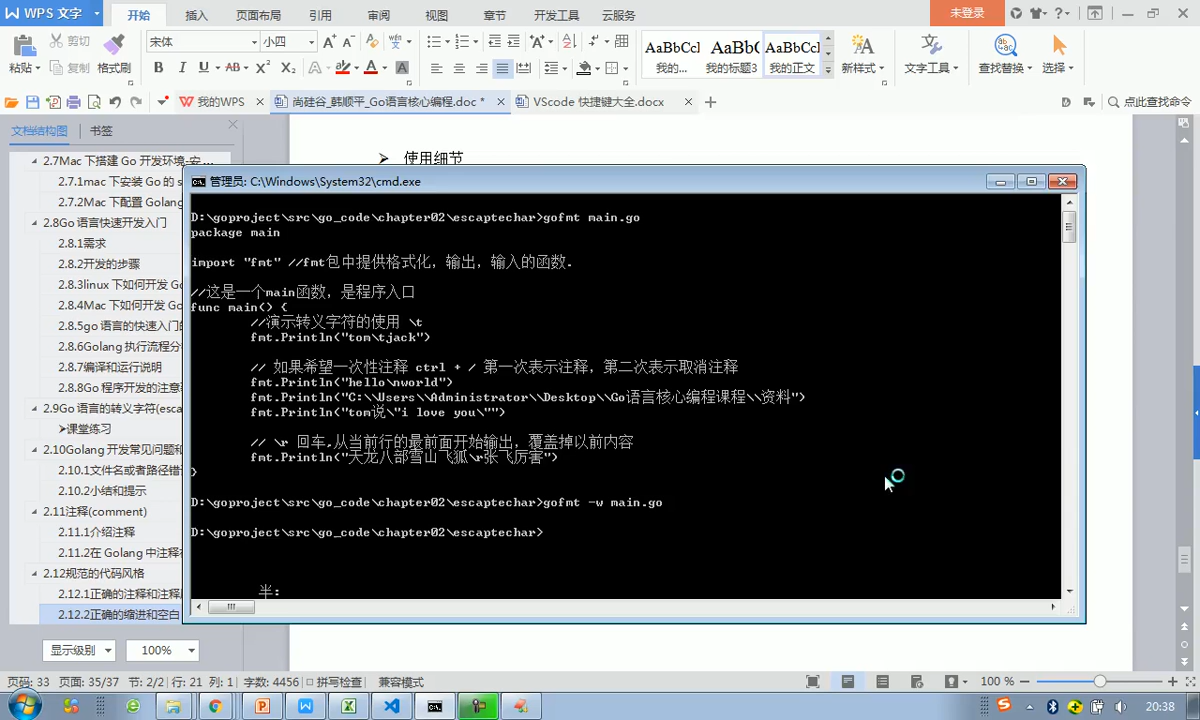 WPS 文字 开始 插入 页面布局 引用 审阅 视图 章节 开发工具 云服务 未登录
粘贴 剪切 复制 格式刷 宋体 小四 AaBbCcl 我的... AaBb( 我的标题3 AaBbCcl 我的正文 新样式 文字工具 查找替换 选择
我的WPS 尚硅谷_韩顺平_Go语言核心编程.doc * VScode 快捷键大全.docx 点此查找命令
文档结构图 书签
2.7Mac 下搭建 Go 开发环境-安...
2.7.1mac 下安装 Go 的 s
2.7.2Mac 下配置 Golang
2.8Go 语言快速开发入门
2.8.1需求
2.8.2开发的步骤
2.8.3linux 下如何开发 G
2.8.4Mac 下如何开发 Go
2.8.5go 语言的快速入门的
2.8.6Golang 执行流程分
2.8.7编译和运行说明
2.8.8Go 程序开发的注意
2.9Go 语言的转义字符(esca
➢课堂练习
2.10Golang 开发常见问题和
2.10.1文件名或者路径错
2.10.2小结和提示
2.11注释(comment)
2.11.1介绍注释
2.11.2在 Golang 中注释
2.12规范的代码风格
2.12.1正确的注释和注释
2.12.2正确的缩进和空白
显示级别 100%
➢ 使用细节
管理员: C:\Windows\System32\cmd.exe
D:\goproject\src\go_code\chapter02\escaptechar>gofmt main.go
package main
import "fmt" //fmt包中提供格式化，输出，输入的函数.
//这是一个main函数，是程序入口
func main() {
//演示转义字符的使用 \t
fmt.Println("tom\tjack")
// 如果希望一次性注释 ctrl + / 第一次表示注释，第二次表示取消注释
fmt.Println("hello\nworld")
fmt.Println("C:\\Users\\Administrator\\Desktop\\Go语言核心编程课程\\资料")
fmt.Println("tom说\"i love you\"")
// \r 回车,从当前行的最前面开始输出，覆盖掉以前内容
fmt.Println("天龙八部雪山飞狐\r张飞厉害")
}
D:\goproject\src\go_code\chapter02\escaptechar>gofmt -w main.go
D:\goproject\src\go_code\chapter02\escaptechar>
半:
页码: 33 页面: 35/37 节: 2/2 行: 21 列: 1 字数: 4456 拼写检查 兼容模式 100 %
20:38